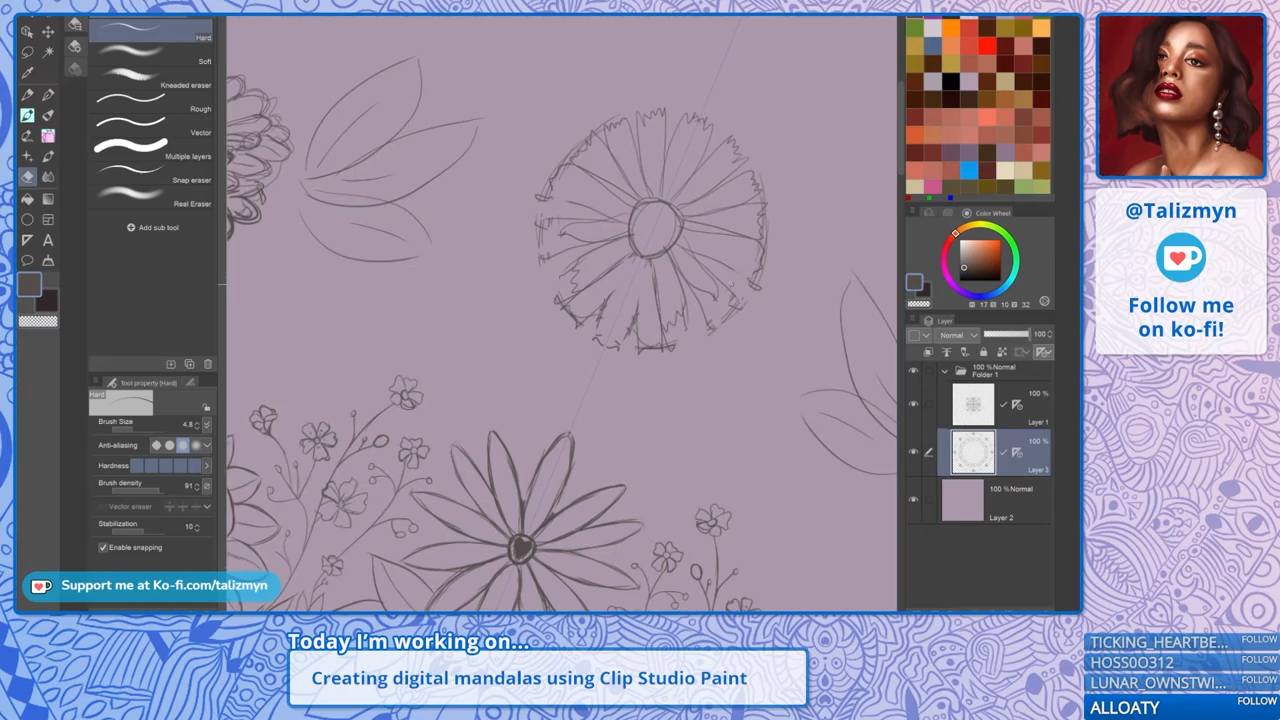 Hard
Soft
Kneaded eraser
Rough
Vector
Multiple layers
Snap eraser
Real Eraser
Add sub tool
Tool property [Hard]
Hard
Brush Size 4.8
Anti-aliasing
Hardness
Brush density 91
Vector eraser
Stabilization 10
Enable snapping
Support me at Ko-fi.com/talizmyn
Color Wheel
H 17 S 10 V 32
Layer
Normal 100
100 %Normal
Folder 1
100 %
Layer 1
100 %
Layer 3
100 %Normal
Layer 2
@Talizmyn
Follow me
on ko-fi!
Today I'm working on...
Creating digital mandalas using Clip Studio Paint
TICKING_HEARTBE... FOLLOW
HOSS0O312 FOLLOW
LUNAR_OWNSTWI... FOLLOW
ALLOATY FOLLOW